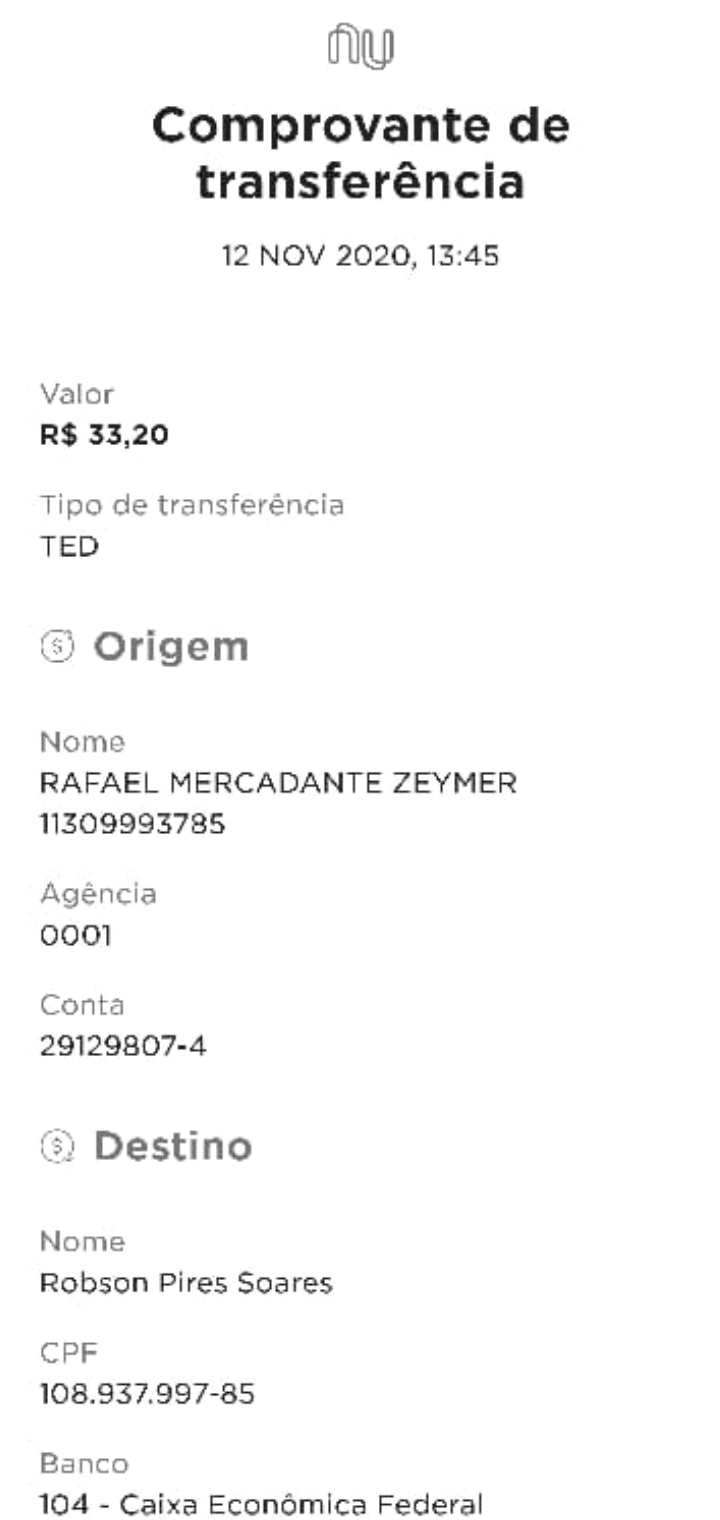 nu
Comprovante de
transferência
12 NOV 2020, 13:45
Valor
R$ 33,20
Tipo de transferência
TED
Origem
Nome
RAFAEL MERCADANTE ZEYMER
11309993785
Agência
0001
Conta
29129807-4
Destino
Nome
Robson Pires Soares
CPF
108.937.997-85
Banco
104 - Caixa Econômica Federal